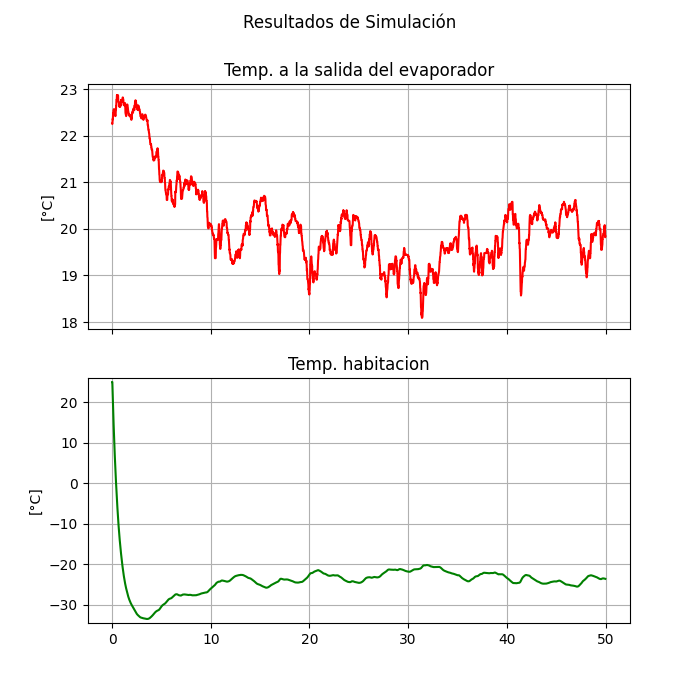 Resultados de Simulación
Temp. a la salida del evaporador
[°C]
23
22
21
20
19
18
Temp. habitacion
[°C]
20
10
0
−10
−20
−30
0 10 20 30 40 50